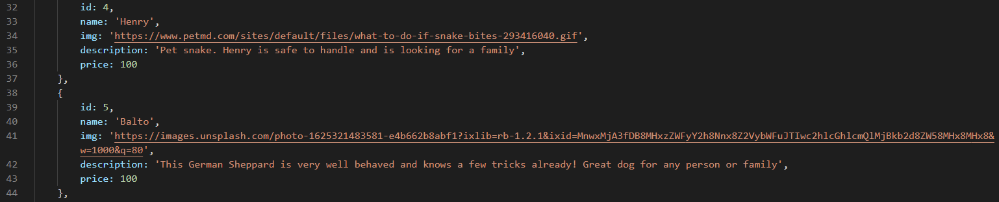 32 id: 4,
33 name: 'Henry',
34 img: 'https://www.petmd.com/sites/default/files/what-to-do-if-snake-bites-293416040.gif',
35 description: 'Pet snake. Henry is safe to handle and is looking for a family',
36 price: 100
37 },
38 {
39 id: 5,
40 name: 'Balto',
41 img: 'https://images.unsplash.com/photo-1625321483581-e4b662b8abf1?ixlib=rb-1.2.1&ixid=MnwxMjA3fDB8MHxzZWFyY2h8Nnx8Z2VybWFuJTIwc2hlcGhlcmQlMjBkb2d8ZW58MHx8MHx8&
w=1000&q=80',
42 description: 'This German Sheppard is very well behaved and knows a few tricks already! Great dog for any person or family',
43 price: 100
44 },